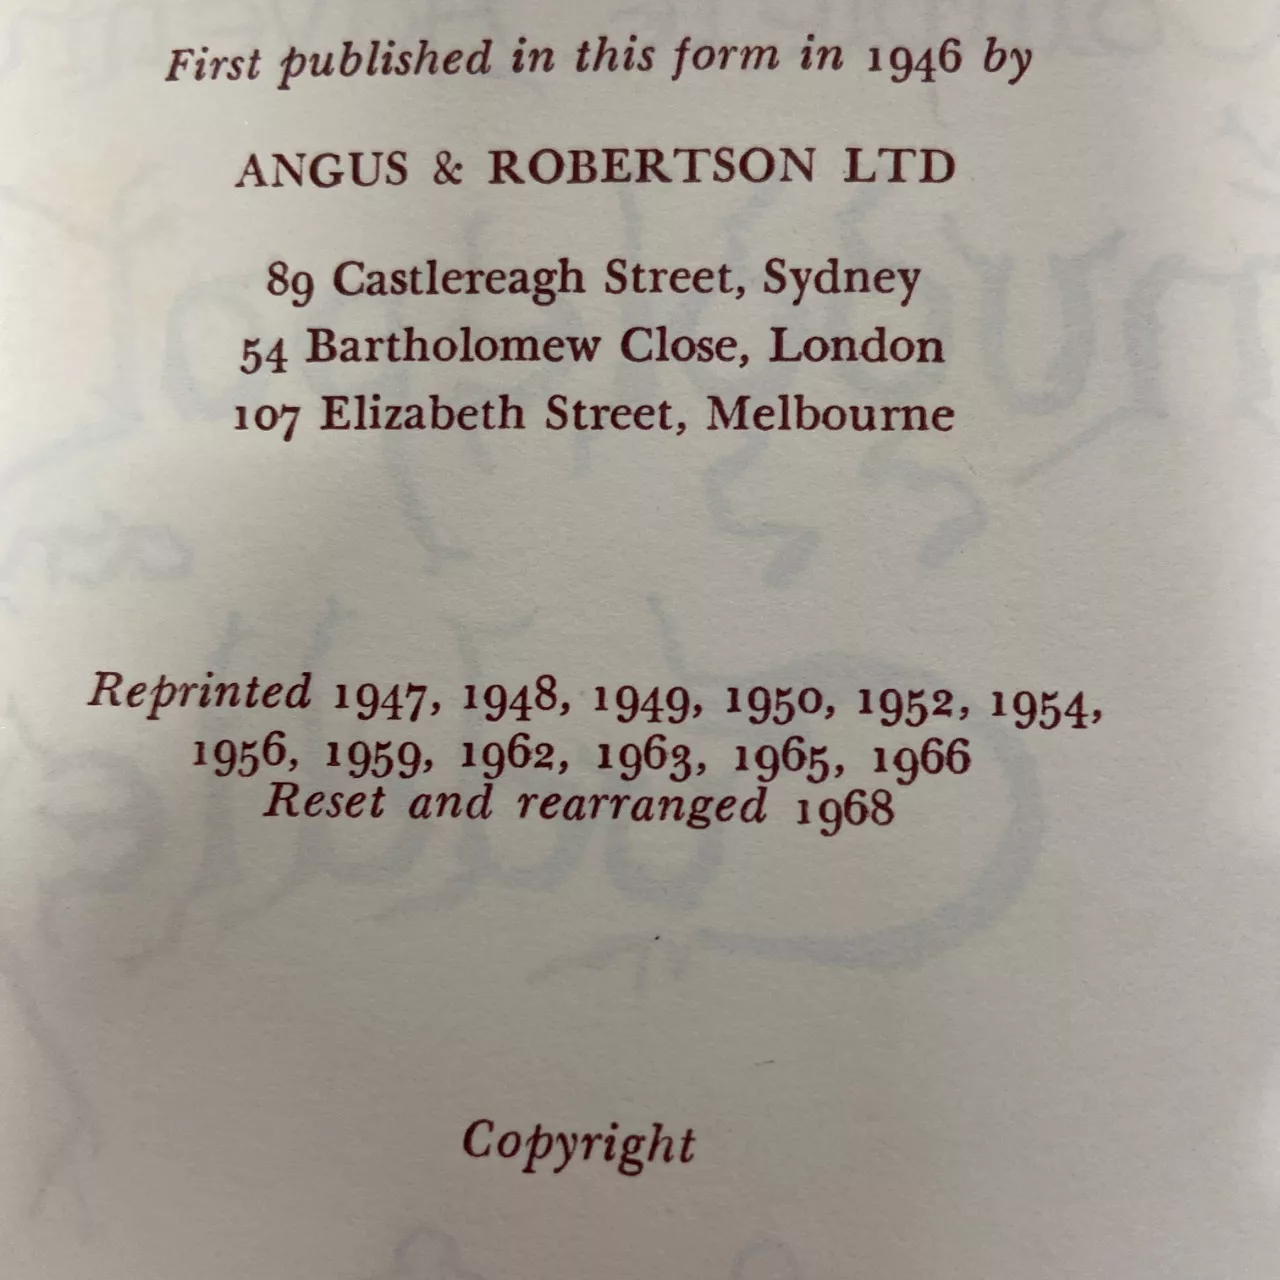 First published in this form in 1946 by
ANGUS & ROBERTSON LTD
89 Castlereagh Street, Sydney
54 Bartholomew Close, London
107 Elizabeth Street, Melbourne
Reprinted 1947, 1948, 1949, 1950, 1952, 1954,
1956, 1959, 1962, 1963, 1965, 1966
Reset and rearranged 1968
Copyright